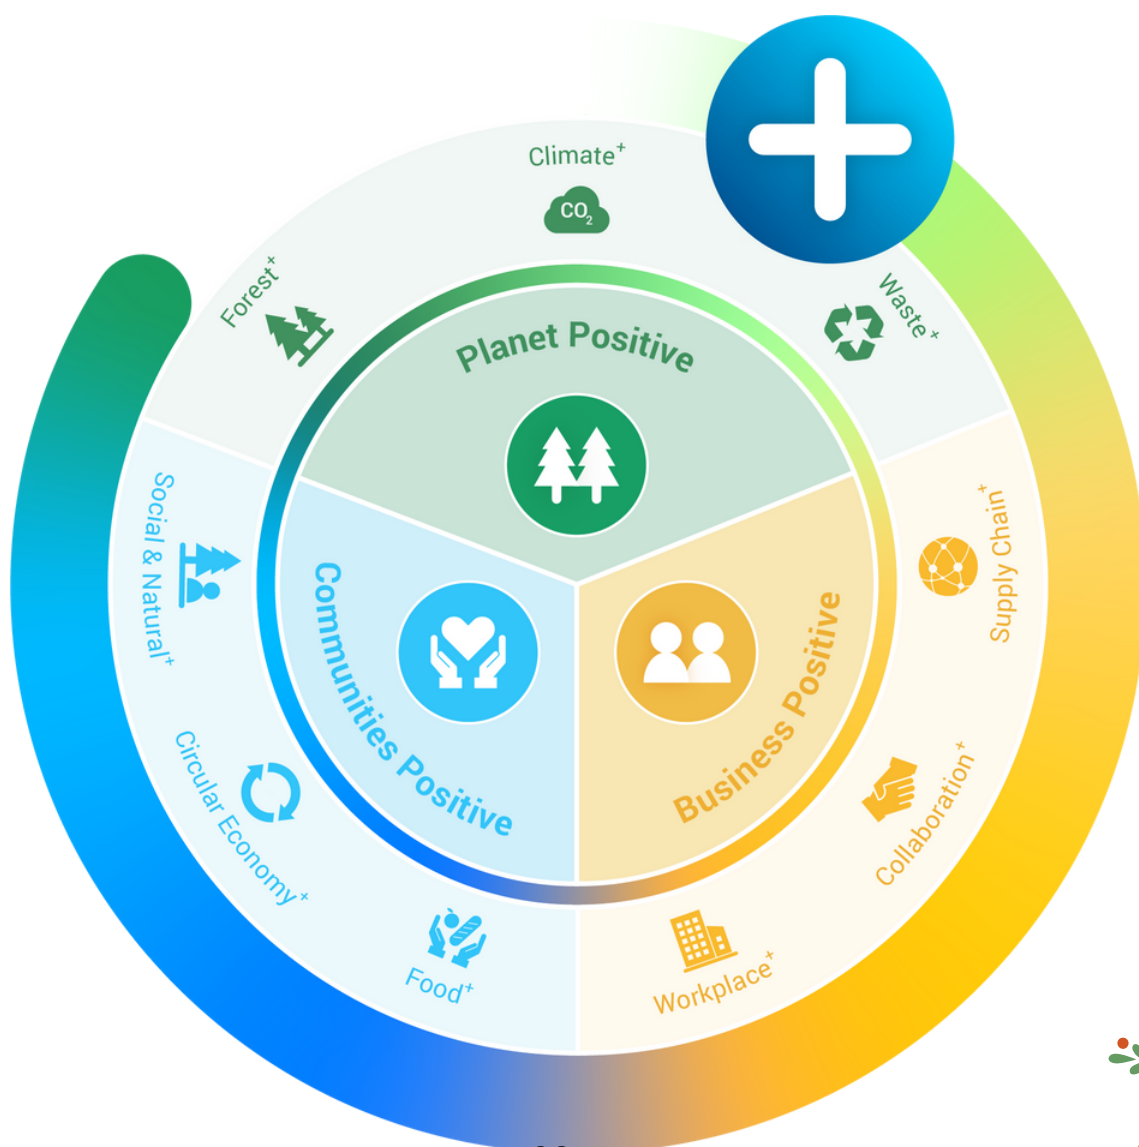 Climate+
CO2
Forest+
Waste+
Planet Positive
Social & Natural+
Supply Chain+
Communities Positive
Business Positive
Circular Economy+
Collaboration+
Food+
Workplace+